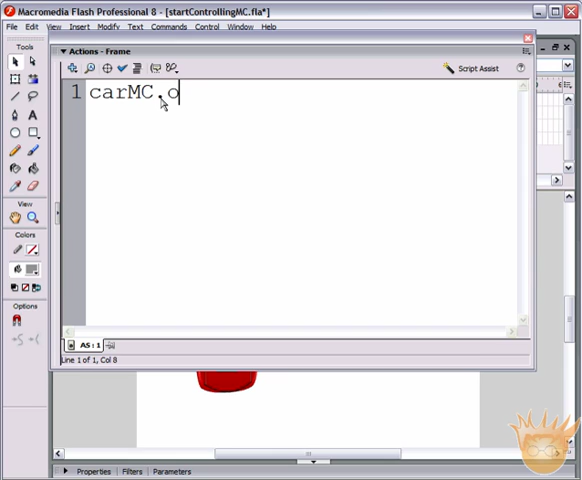 Macromedia Flash Professional 8 - [startControllingMC.fla*]
File Edit View Insert Modify Text Commands Control Window Help
Tools
Actions - Frame
Script Assist
1 carMC.o
View
Colors
Options
AS : 1
Line 1 of 1, Col 8
Properties Filters Parameters